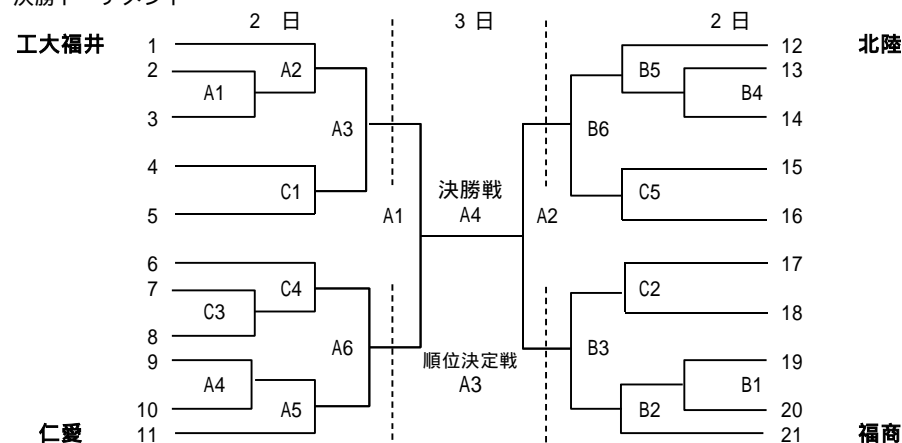 決勝トーナメント
2 日 3 日 2 日
工大福井 1 12 北陸
2 A2 B5 13
A1 B4
3 14
A3 B6
4 15
C1 決勝戦 C5
5 A1 A4 A2 16
6 17
7 C4 C2
C3 18
8
A6 順位決定戦 B3
9 A3 19
A4 B1
10 A5 B2 20
仁愛 11 21 福商